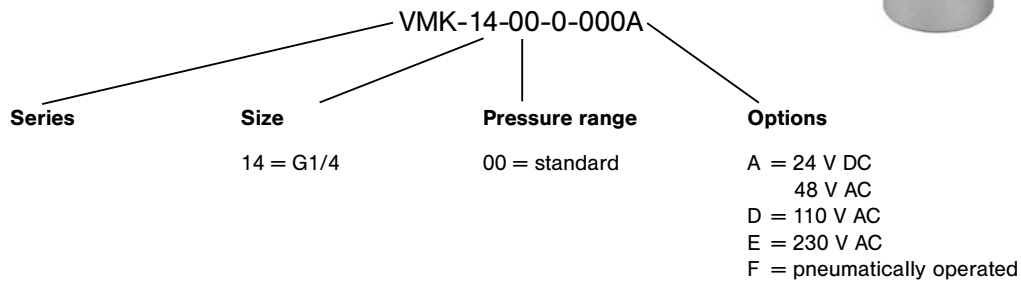 VMK-14-00-0-000A
Series Size Pressure range Options
14 = G1/4 00 = standard A = 24 V DC
48 V AC
D = 110 V AC
E = 230 V AC
F = pneumatically operated